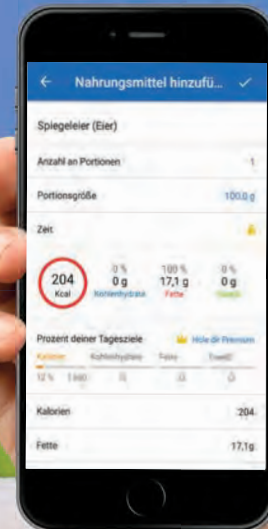 Nahrungsmittel hinzufü...
Spiegeleier (Eier)
Anzahl an Portionen 1
Portionsgröße 100,0 g
Zeit
204 Kcal
0 % 0 g Kohlenhydrate
100 % 17,1 g Fette
0 % 0 g Eiweiß
Prozent deiner Tagesziele Hole dir Premium
Kalorien Kohlenhydrate Fette Eiweiß
12 %
Kalorien 204
Fette 17,1g